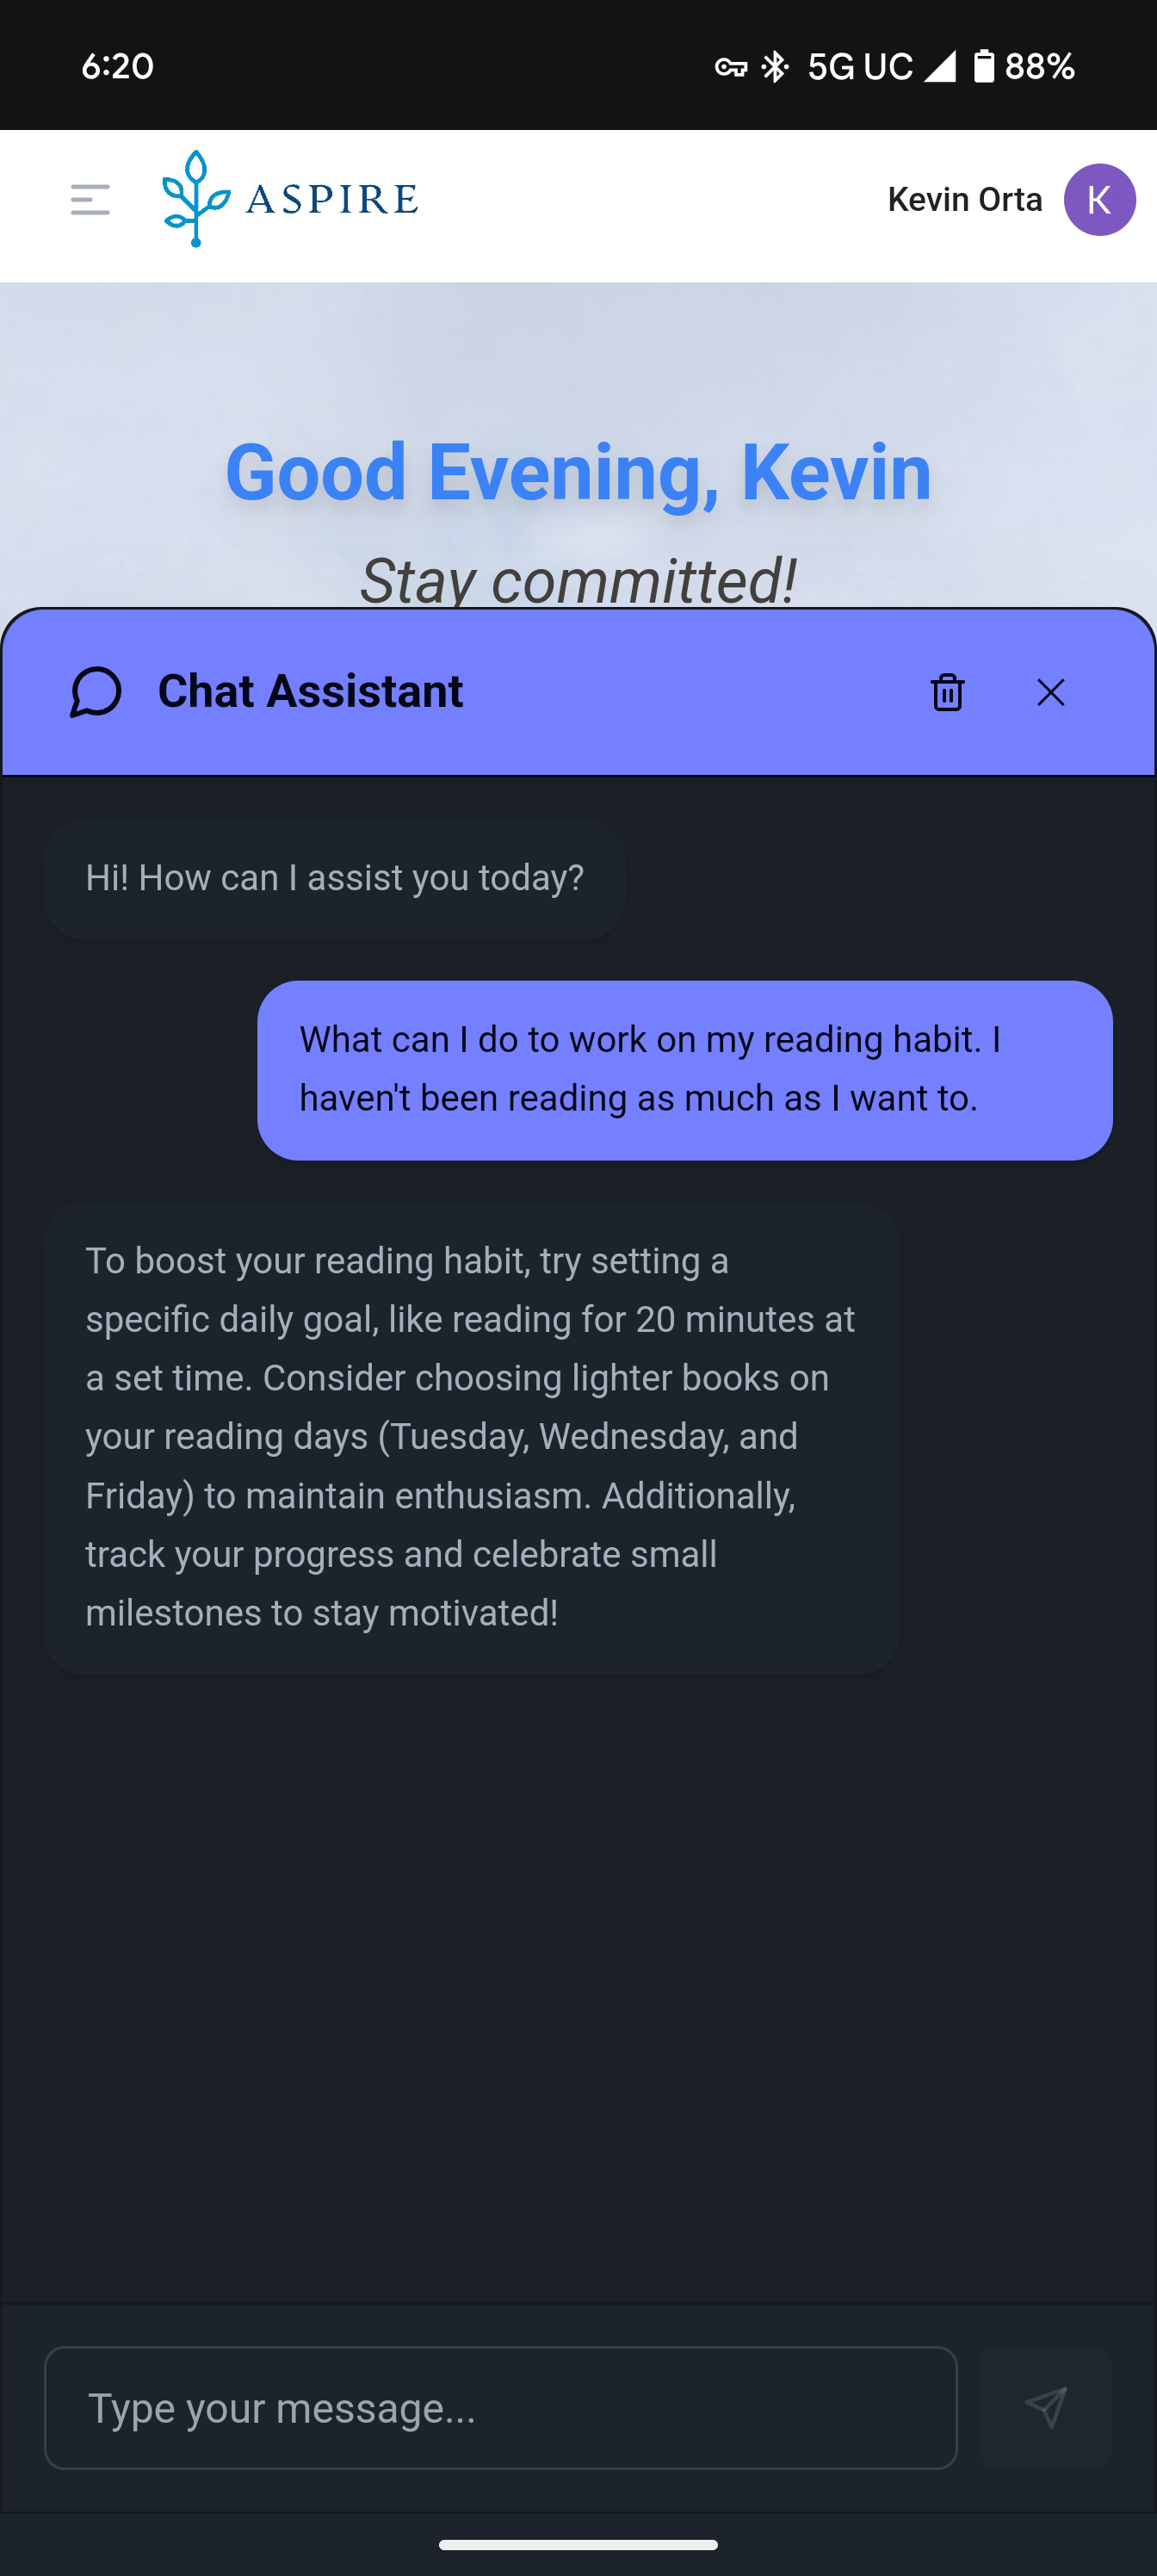 6:20 5G UC 88%
ASPIRE Kevin Orta K
Good Evening, Kevin
Stay committed!
Chat Assistant
Hi! How can I assist you today?
What can I do to work on my reading habit. I
haven't been reading as much as I want to.
To boost your reading habit, try setting a
specific daily goal, like reading for 20 minutes at
a set time. Consider choosing lighter books on
your reading days (Tuesday, Wednesday, and
Friday) to maintain enthusiasm. Additionally,
track your progress and celebrate small
milestones to stay motivated!
Type your message...